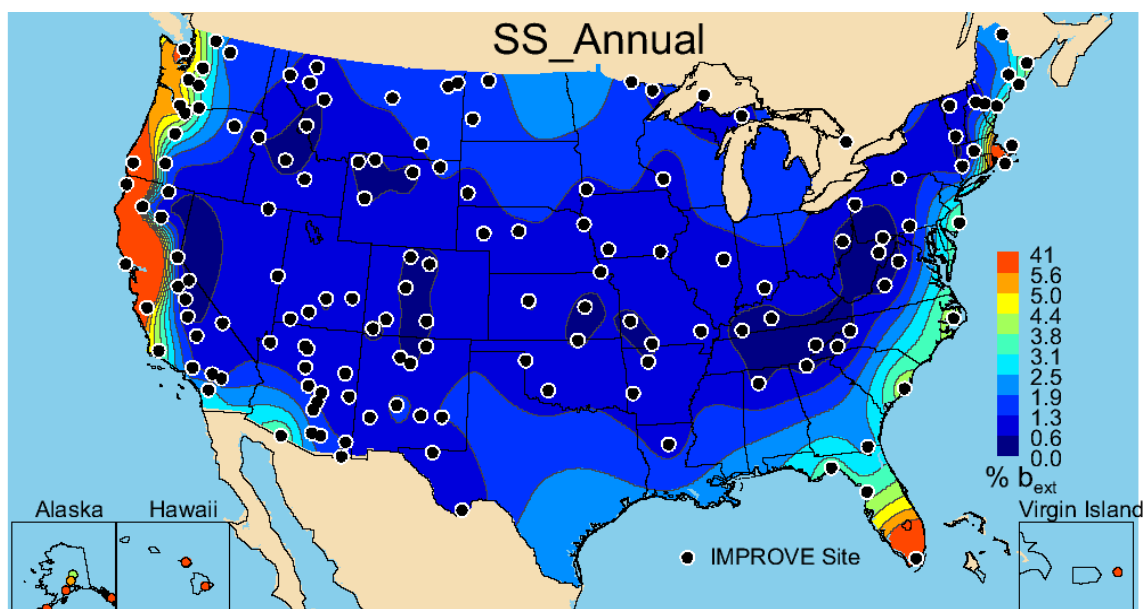 SS_Annual
41
5.6
5.0
4.4
3.8
3.1
2.5
1.9
1.3
0.6
0.0
% bext
Alaska
Hawaii
Virgin Island
IMPROVE Site